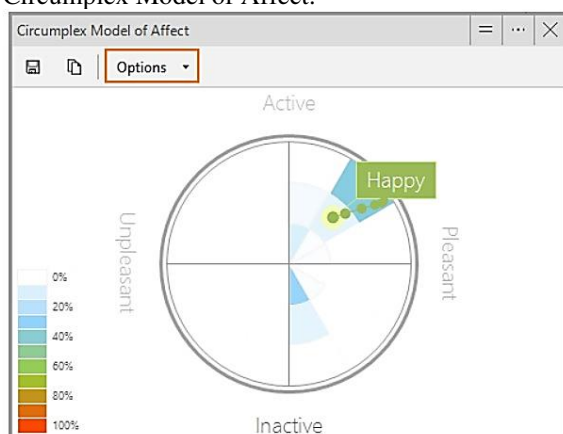 Circumplex Model of Affect.
Circumplex Model of Affect
Options
Active
Happy
Unpleasant
Pleasant
0%
20%
40%
60%
80%
100%
Inactive